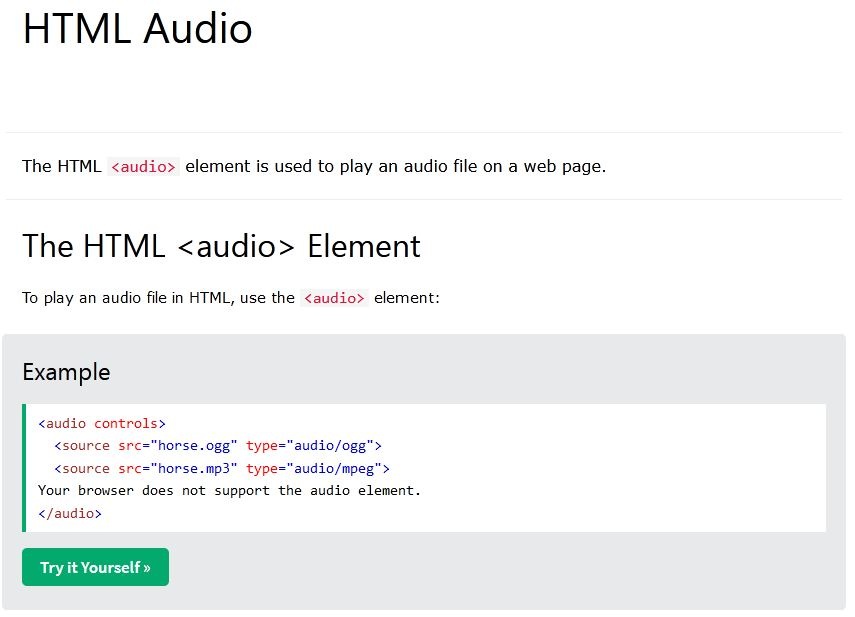 HTML Audio
The HTML <audio> element is used to play an audio file on a web page.
The HTML <audio> Element
To play an audio file in HTML, use the <audio> element:
Example
<audio controls>
  <source src="horse.ogg" type="audio/ogg">
  <source src="horse.mp3" type="audio/mpeg">
Your browser does not support the audio element.
</audio>
Try it Yourself »